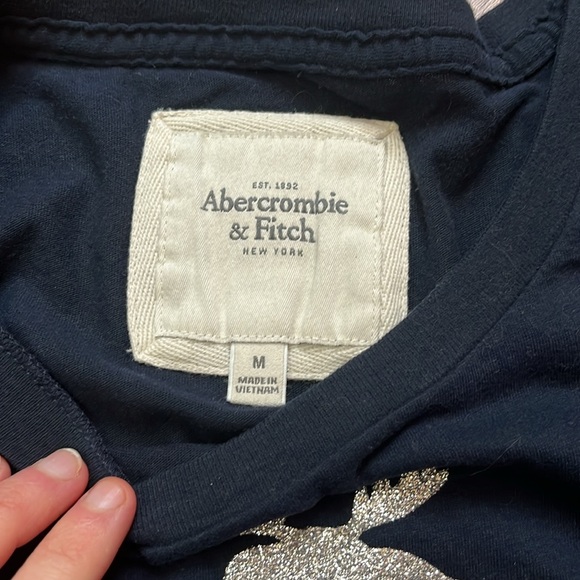 EST. 1892
Abercrombie
& Fitch
NEW YORK
M
MADE IN
VIETNAM